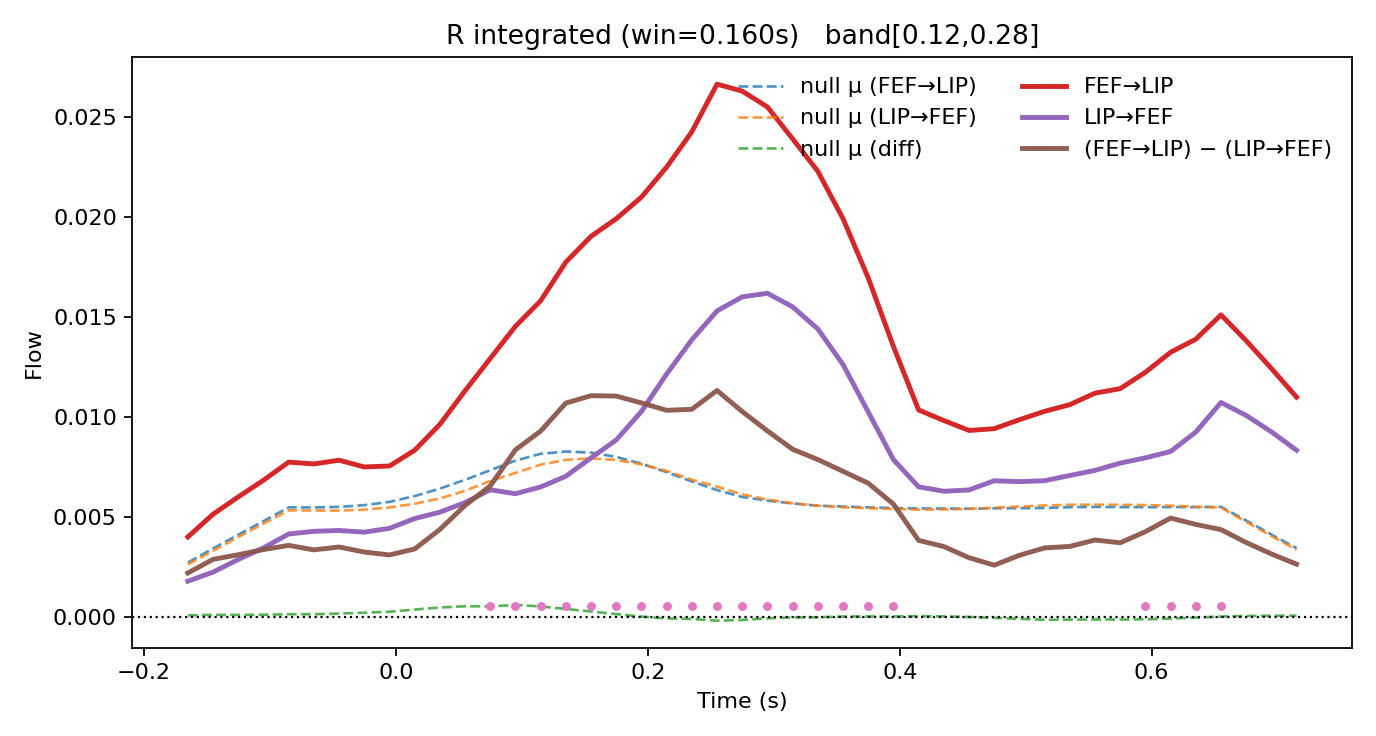 R integrated (win=0.160s)   band[0.12,0.28]
null μ (FEF→LIP)
null μ (LIP→FEF)
null μ (diff)
FEF→LIP
LIP→FEF
(FEF→LIP) − (LIP→FEF)
Flow
0.025
0.020
0.015
0.010
0.005
0.000
−0.2
0.0
0.2
0.4
0.6
Time (s)